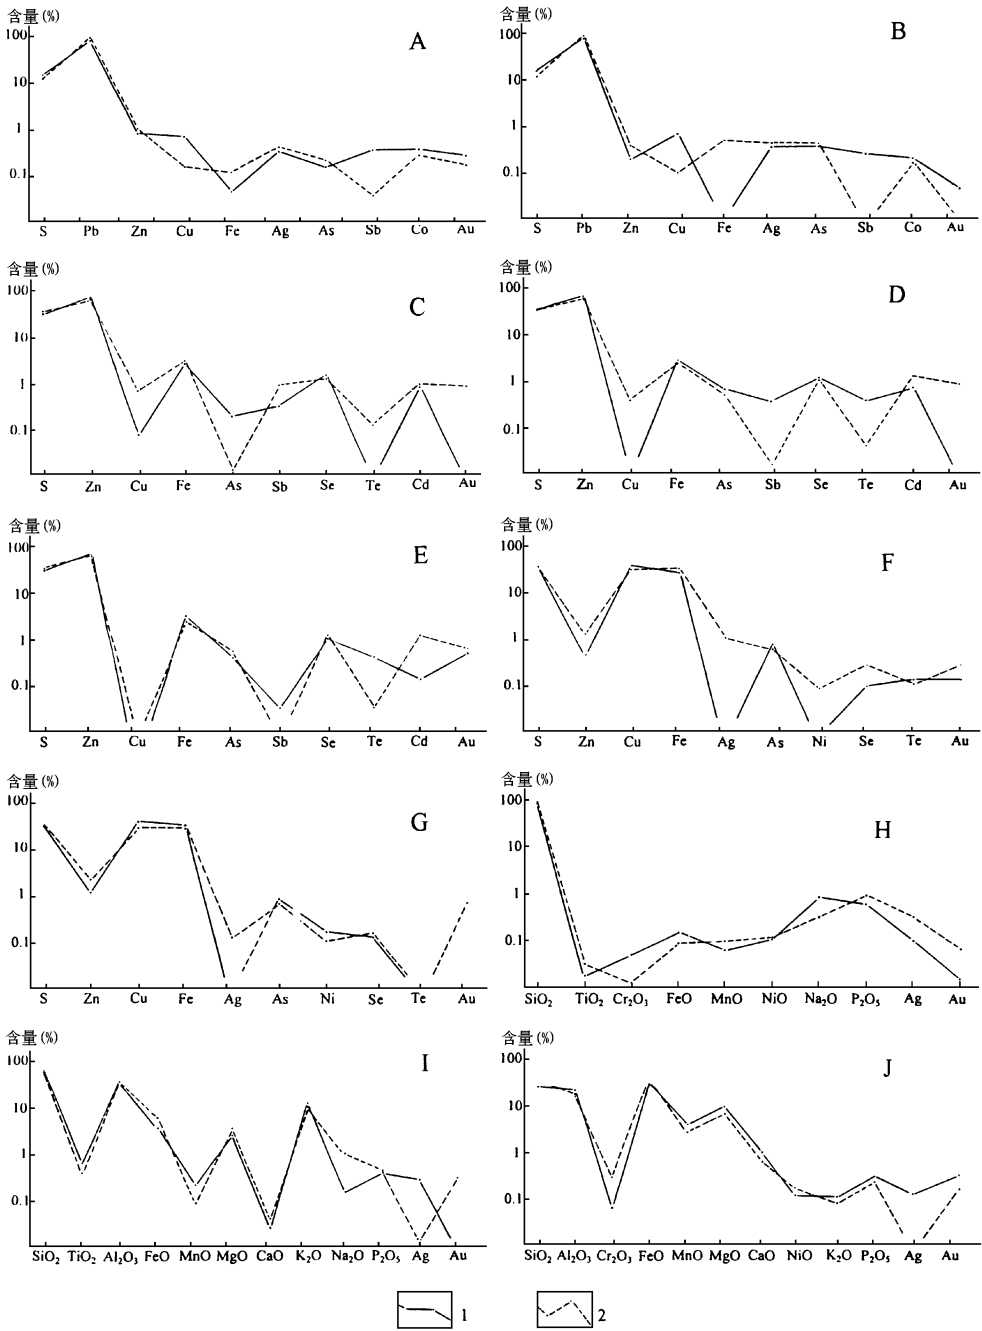 含量(%)
A
100
10
1
0.1
S Pb Zn Cu Fe Ag As Sb Co Au
含量(%)
B
100
10
1
0.1
S Pb Zn Cu Fe Ag As Sb Co Au
含量(%)
C
100
10
1
0.1
S Zn Cu Fe As Sb Se Te Cd Au
含量(%)
D
100
10
1
0.1
S Zn Cu Fe As Sb Se Te Cd Au
含量(%)
E
100
10
1
0.1
S Zn Cu Fe As Sb Se Te Cd Au
含量(%)
F
100
10
1
0.1
S Zn Cu Fe Ag As Ni Se Te Au
含量(%)
G
100
10
1
0.1
S Zn Cu Fe Ag As Ni Se Te Au
含量(%)
H
100
10
1
0.1
SiO₂ TiO₂ Cr₂O₃ FeO MnO NiO Na₂O P₂O₅ Ag Au
含量(%)
I
100
10
1
0.1
SiO₂ TiO₂ Al₂O₃ FeO MnO MgO CaO K₂O Na₂O P₂O₅ Ag Au
含量(%)
J
100
10
1
0.1
SiO₂ Al₂O₃ Cr₂O₃ FeO MnO MgO CaO NiO K₂O P₂O₅ Ag Au
1 2